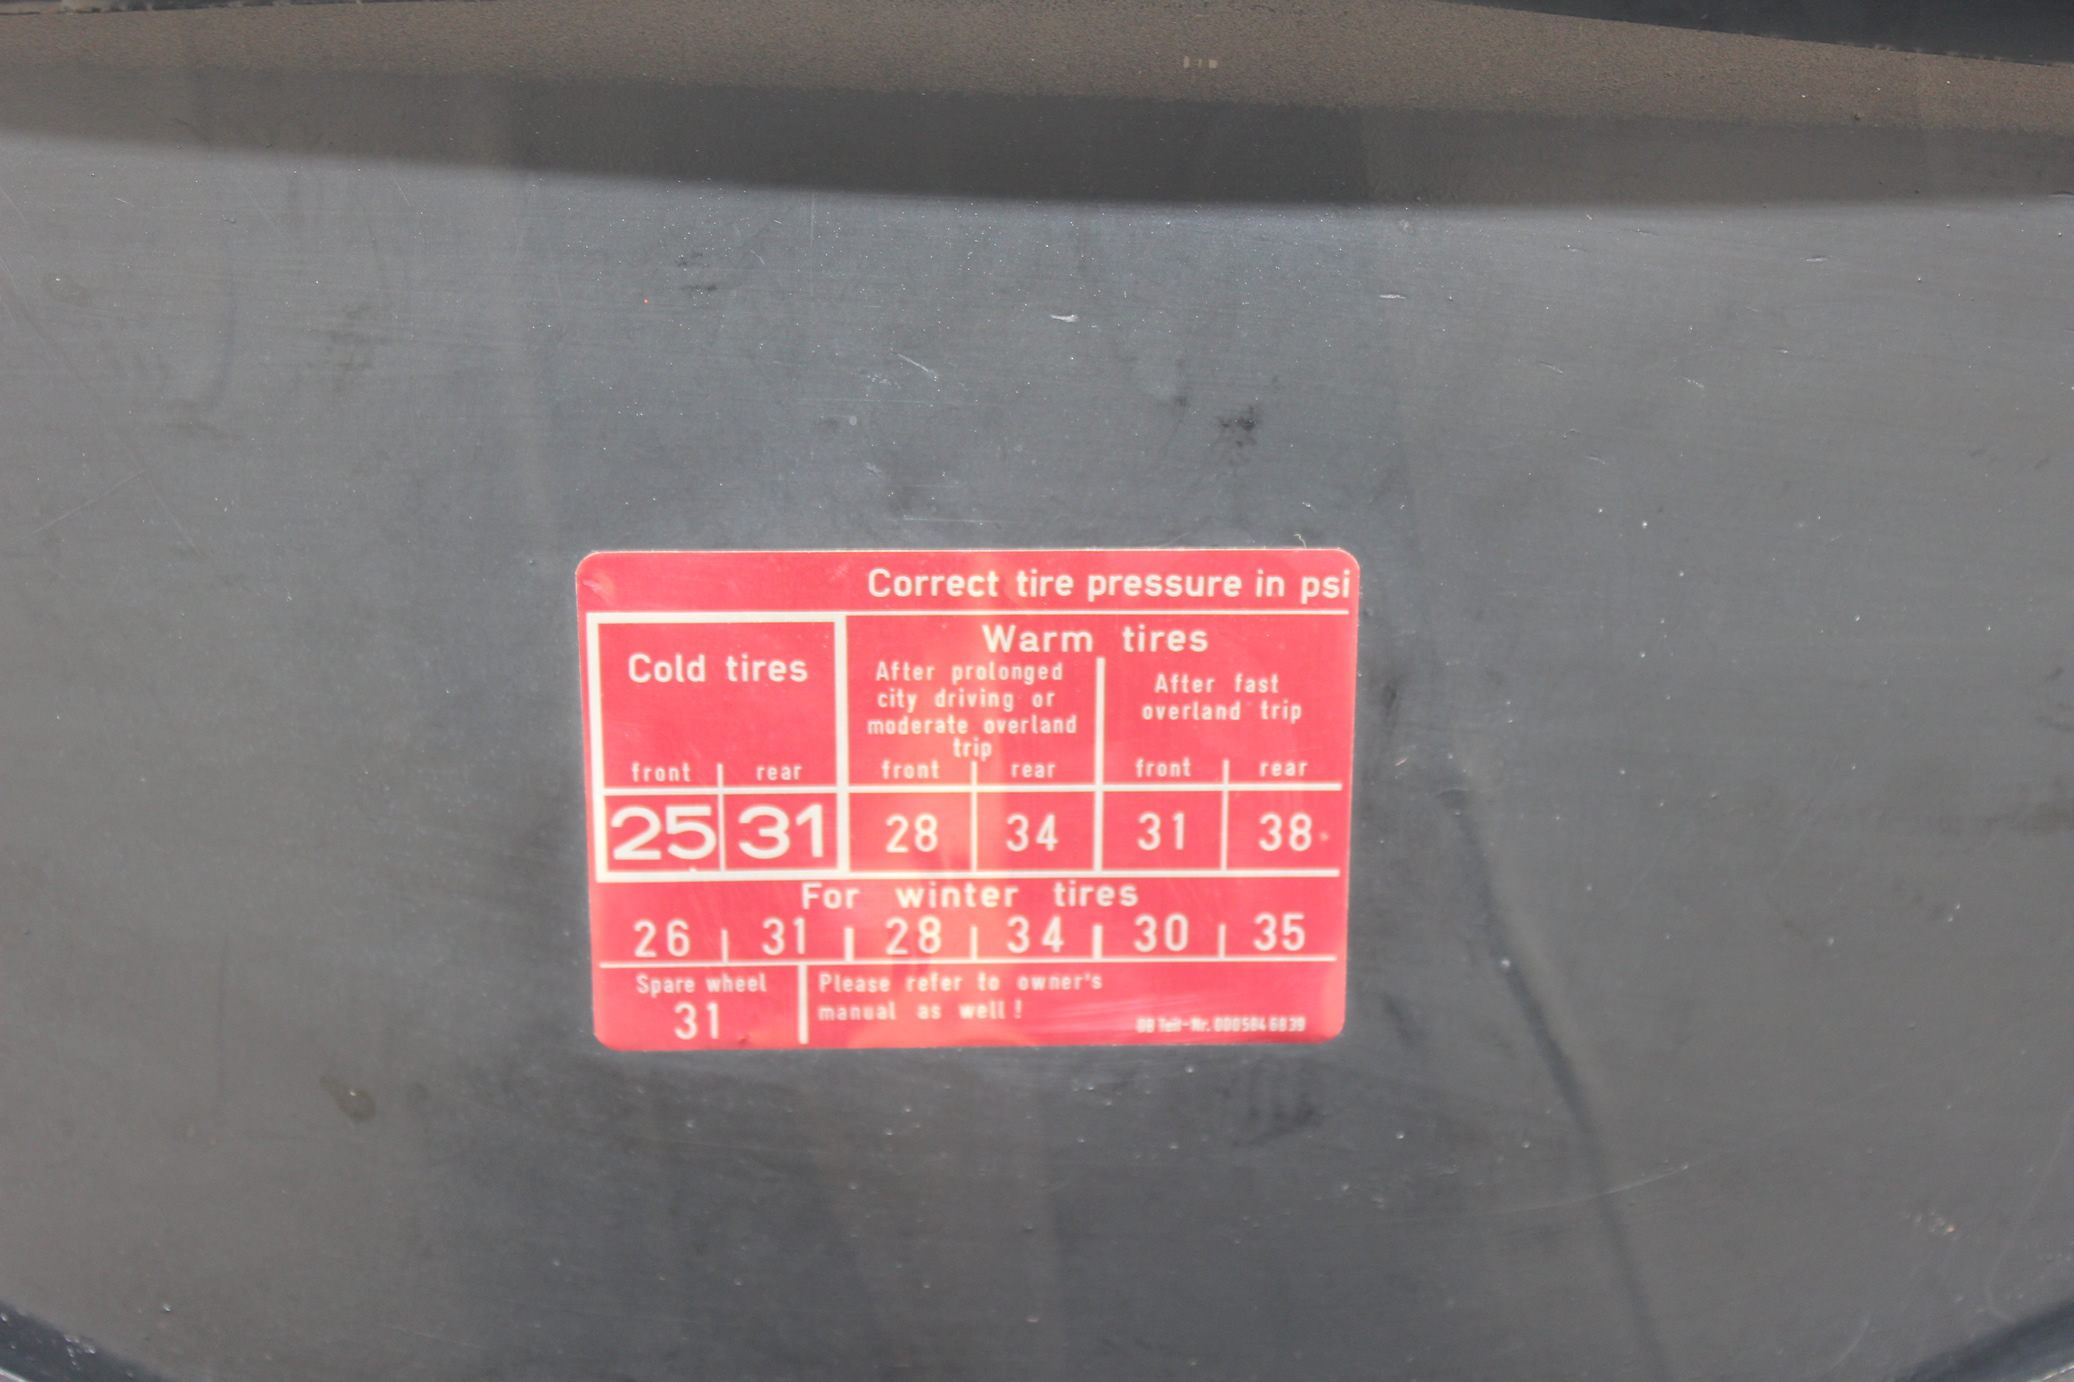 Correct tire pressure in psi
Cold tires
front rear
25 31
Warm tires
After prolonged
city driving or
moderate overland
trip
front rear
28 34
After fast
overland trip
front rear
31 38
For winter tires
26 31 28 34 30 35
Spare wheel
31
Please refer to owner's
manual as well!